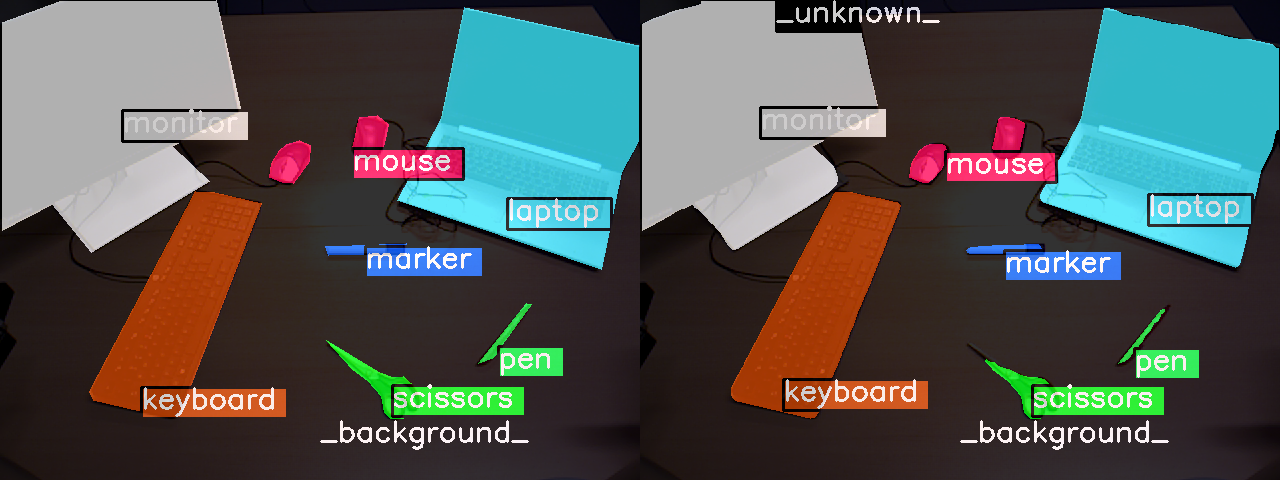 monitor
mouse
laptop
marker
pen
keyboard
scissors
_background_
_unknown_
monitor
mouse
laptop
marker
pen
keyboard
scissors
_background_